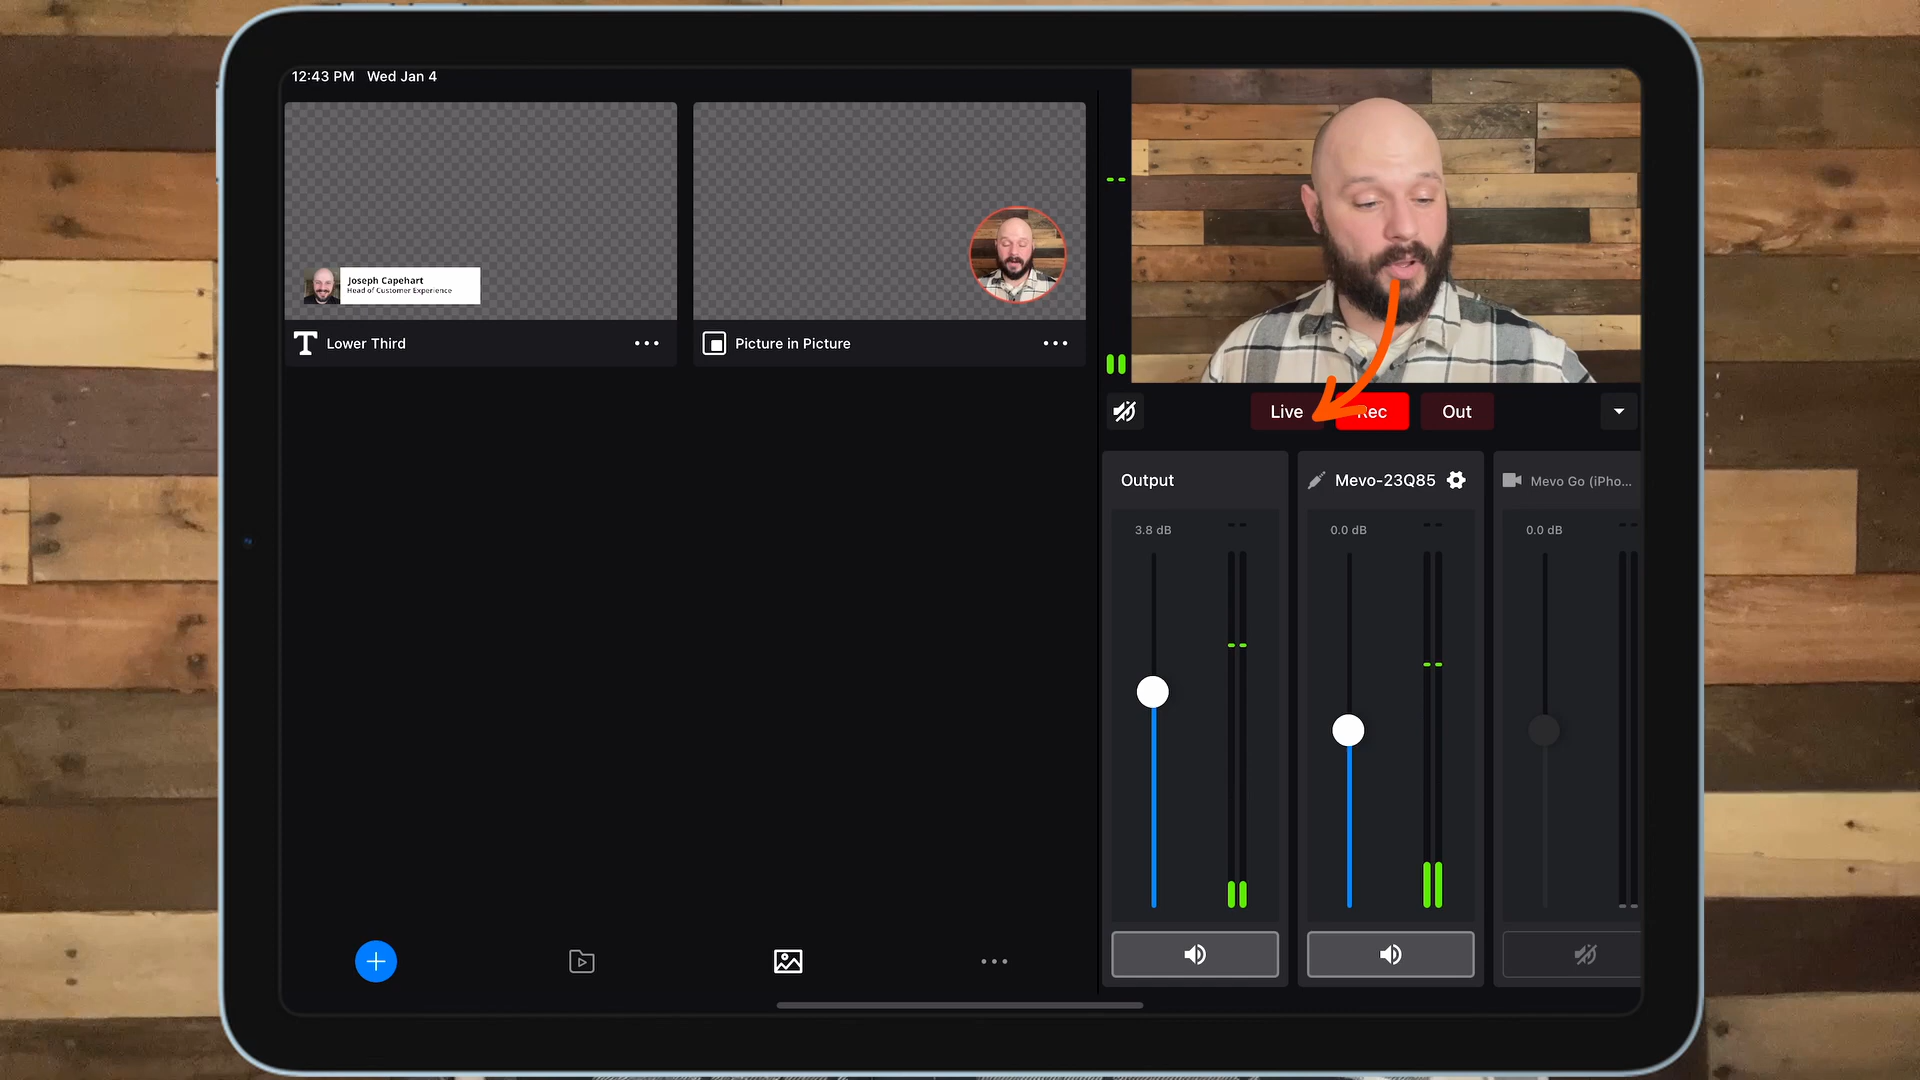 12:43 PM Wed Jan 4
Joseph Capehart
Head of Customer Experience
Lower Third
Picture in Picture
Live
Rec
Out
Output
Mevo-23Q85
Mevo Go (iPho...
3.8 dB
0.0 dB
0.0 dB